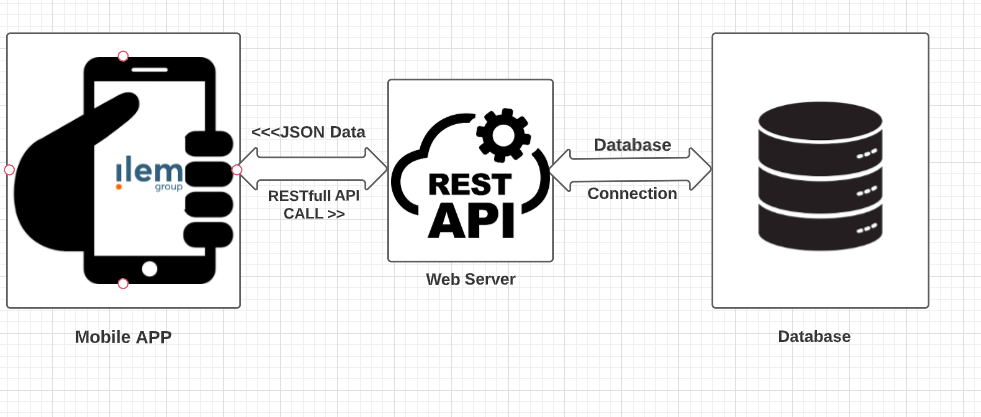 ilem
group
Mobile APP
<<<JSON Data
RESTfull API
CALL >>
REST
API
Web Server
Database
Connection
Database